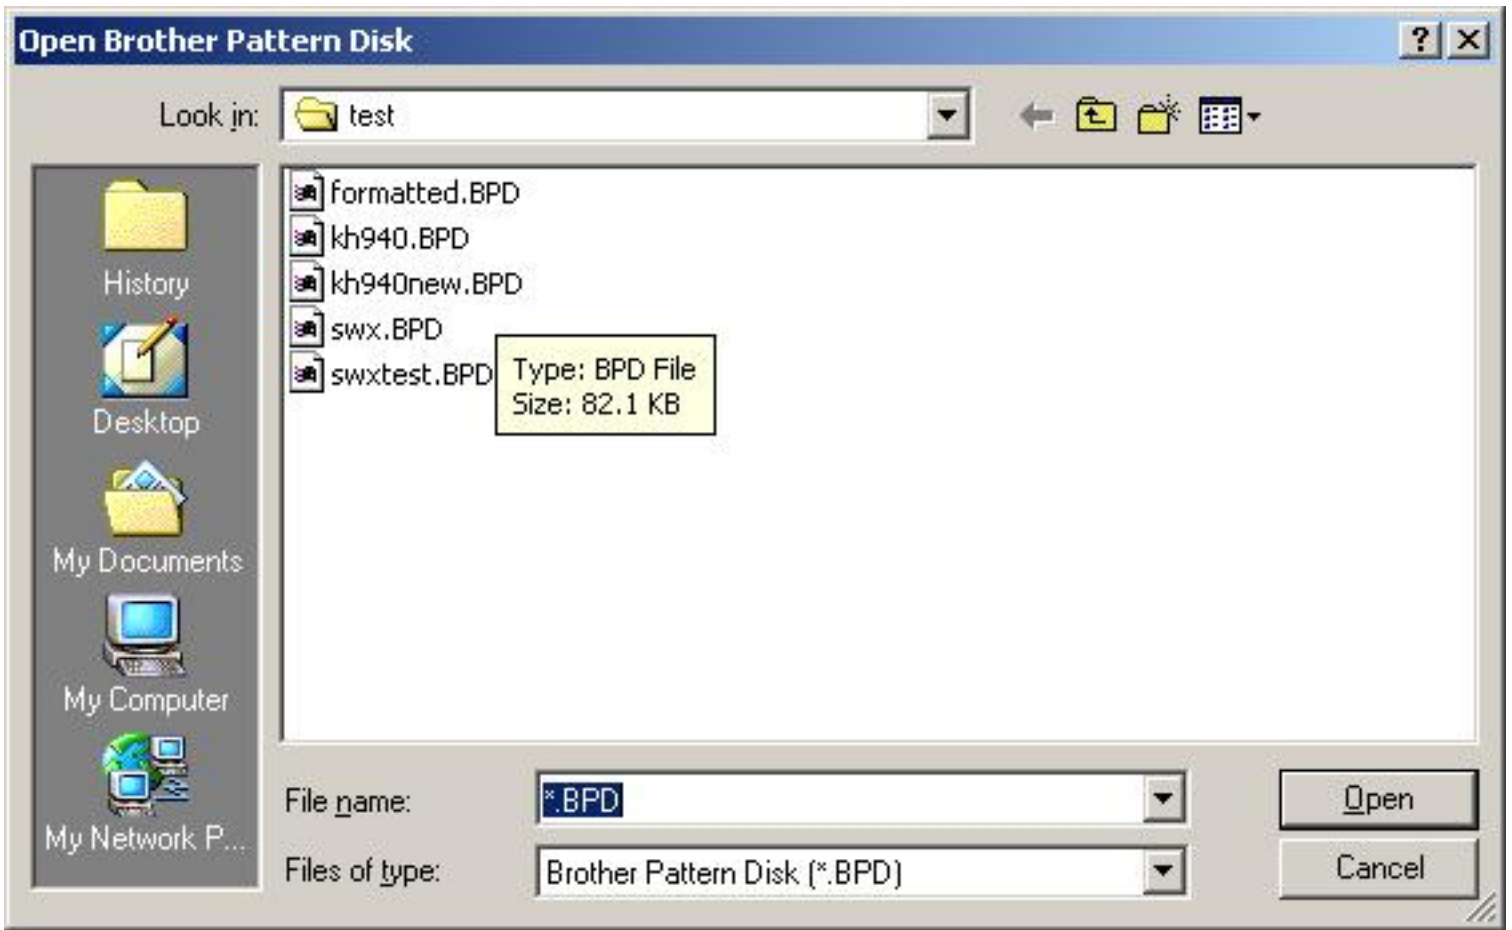 Open Brother Pattern Disk
Look in: test
formatted.BPD
kh940.BPD
kh940new.BPD
swx.BPD
swxtest.BPD
Type: BPD File
Size: 82.1 KB
History
Desktop
My Documents
My Computer
My Network P...
File name: *.BPD Open
Files of type: Brother Pattern Disk (*.BPD) Cancel